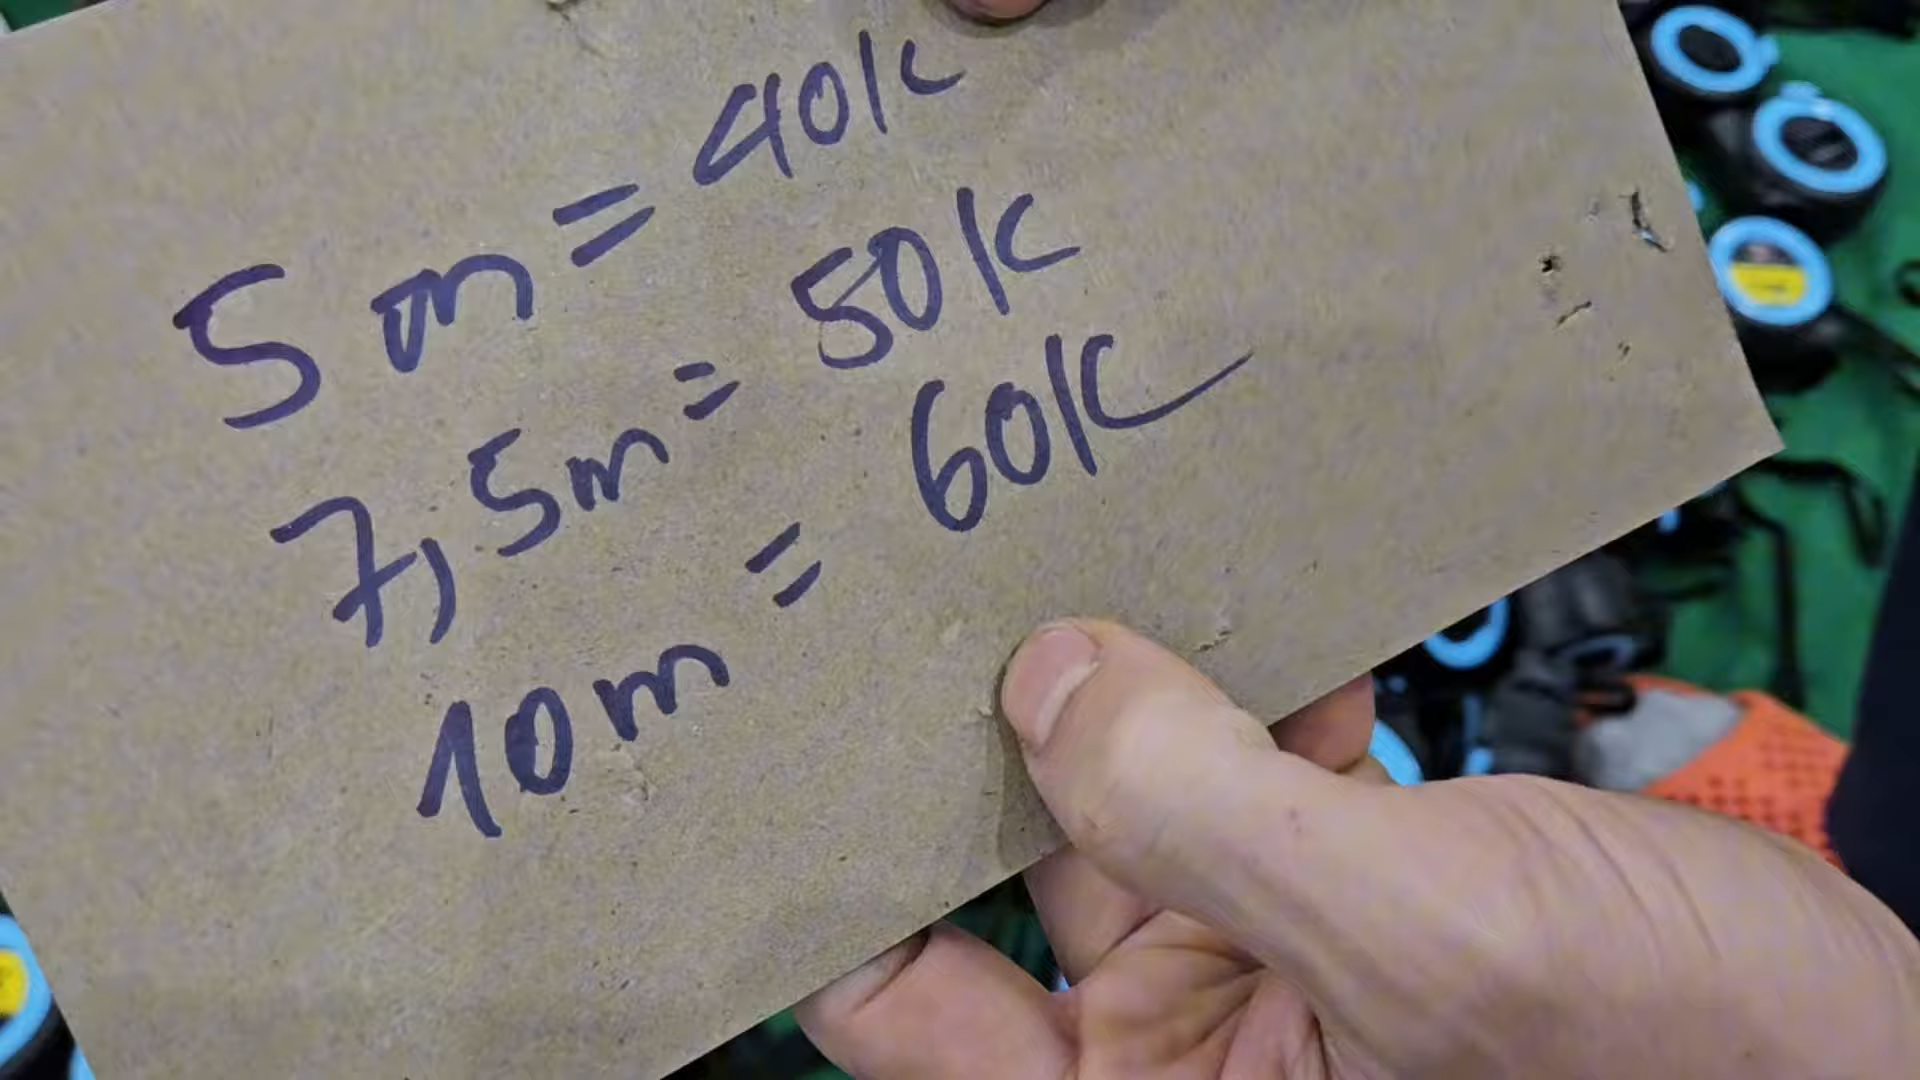 5m = 40k
7,5m = 50k
10m = 60k